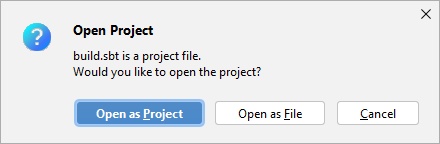 Open Project
build.sbt is a project file.
Would you like to open the project?
Open as Project
Open as File
Cancel